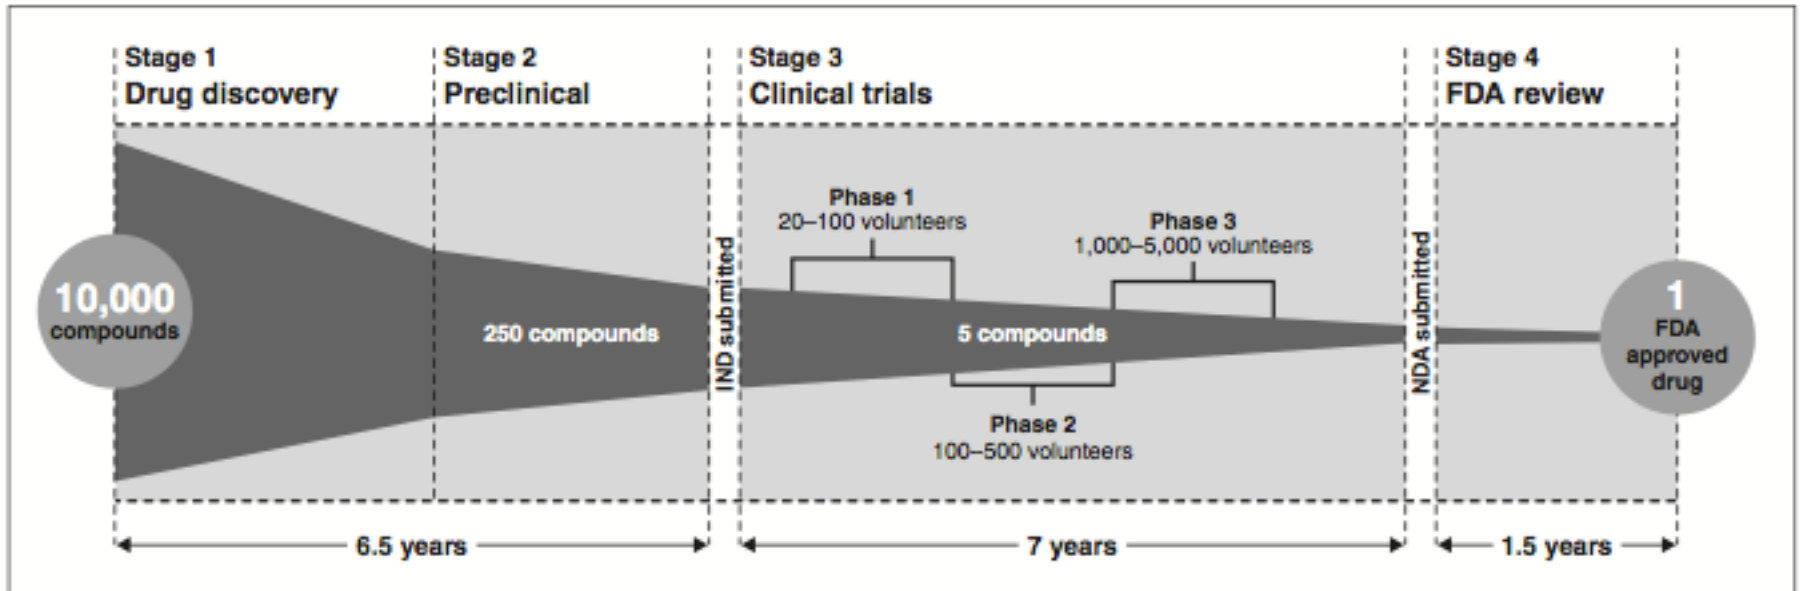 Stage 1
Drug discovery
Stage 2
Preclinical
Stage 3
Clinical trials
Stage 4
FDA review
10,000
compounds
250 compounds
IND submitted
Phase 1
20–100 volunteers
5 compounds
Phase 2
100–500 volunteers
Phase 3
1,000–5,000 volunteers
NDA submitted
1
FDA
approved
drug
6.5 years
7 years
1.5 years